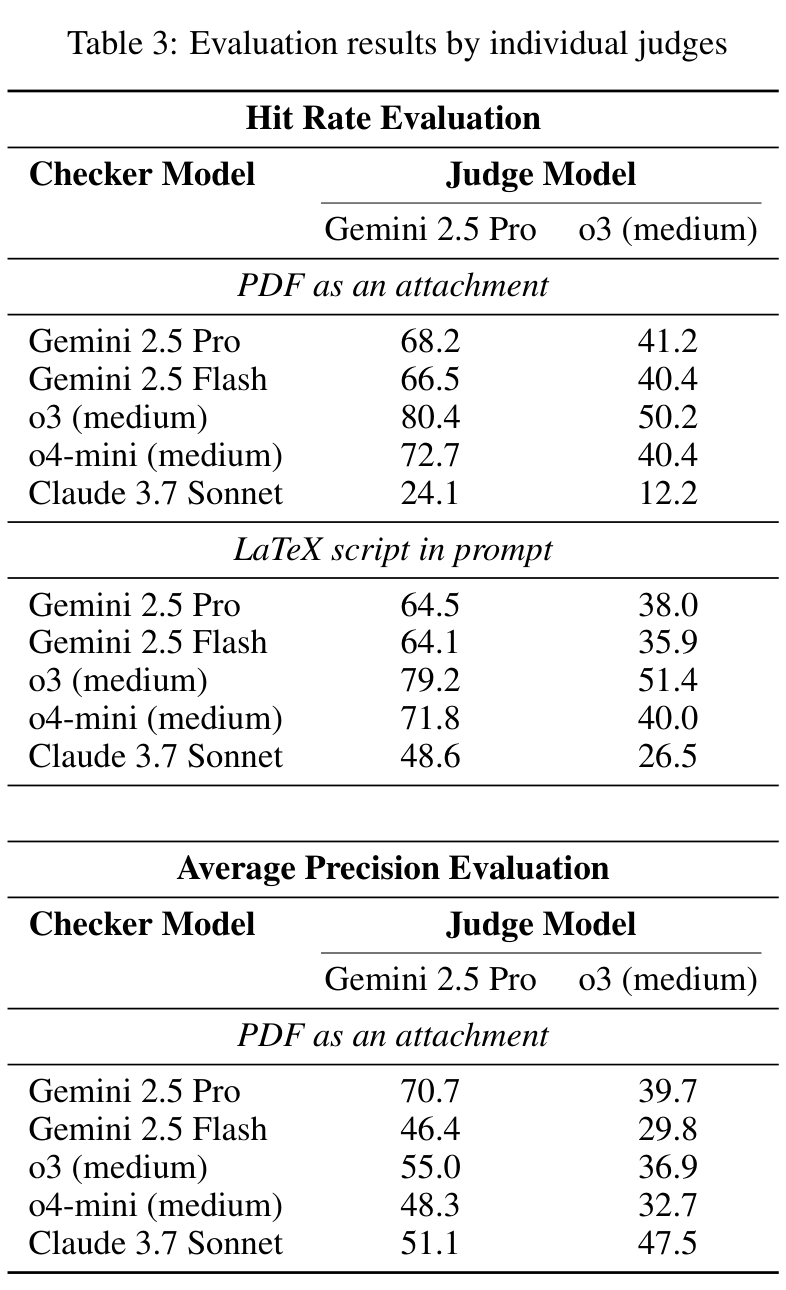 Table 3: Evaluation results by individual judges
Hit Rate Evaluation
Checker Model Judge Model
Gemini 2.5 Pro o3 (medium)
PDF as an attachment
Gemini 2.5 Pro 68.2 41.2
Gemini 2.5 Flash 66.5 40.4
o3 (medium) 80.4 50.2
o4-mini (medium) 72.7 40.4
Claude 3.7 Sonnet 24.1 12.2
LaTeX script in prompt
Gemini 2.5 Pro 64.5 38.0
Gemini 2.5 Flash 64.1 35.9
o3 (medium) 79.2 51.4
o4-mini (medium) 71.8 40.0
Claude 3.7 Sonnet 48.6 26.5
Average Precision Evaluation
Checker Model Judge Model
Gemini 2.5 Pro o3 (medium)
PDF as an attachment
Gemini 2.5 Pro 70.7 39.7
Gemini 2.5 Flash 46.4 29.8
o3 (medium) 55.0 36.9
o4-mini (medium) 48.3 32.7
Claude 3.7 Sonnet 51.1 47.5